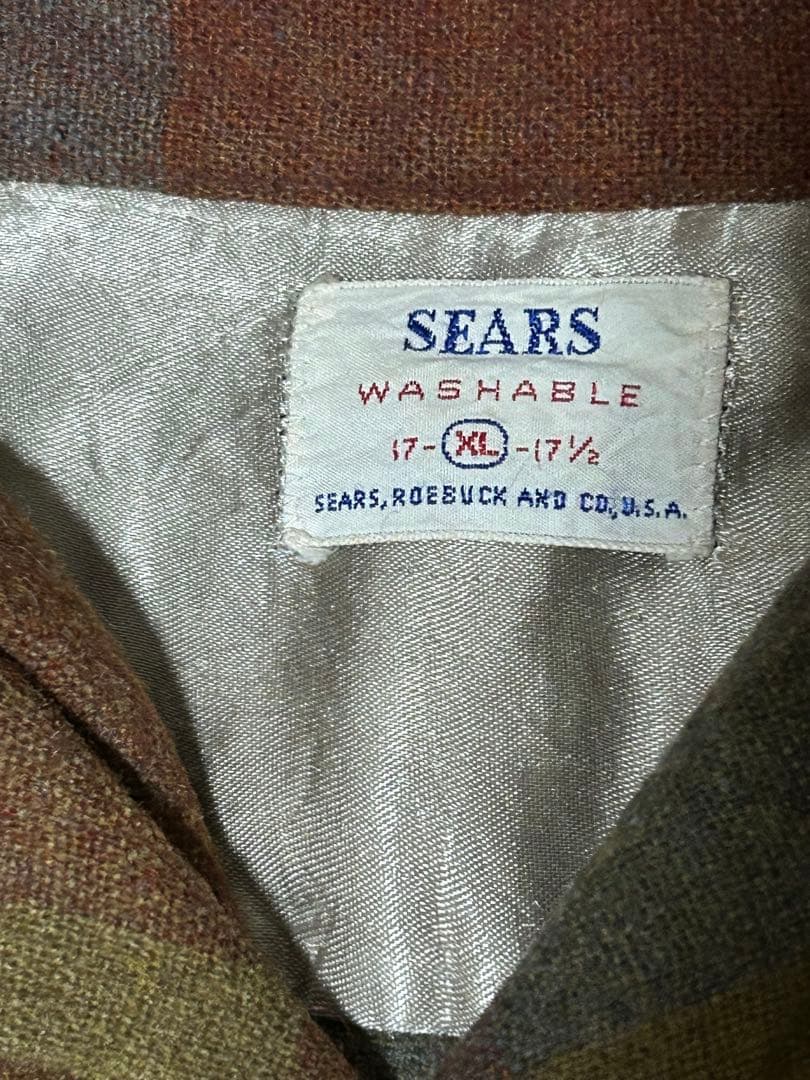 SEARS
WASHABLE
17-XL-17½
SEARS, ROEBUCK AND CO., U.S.A.